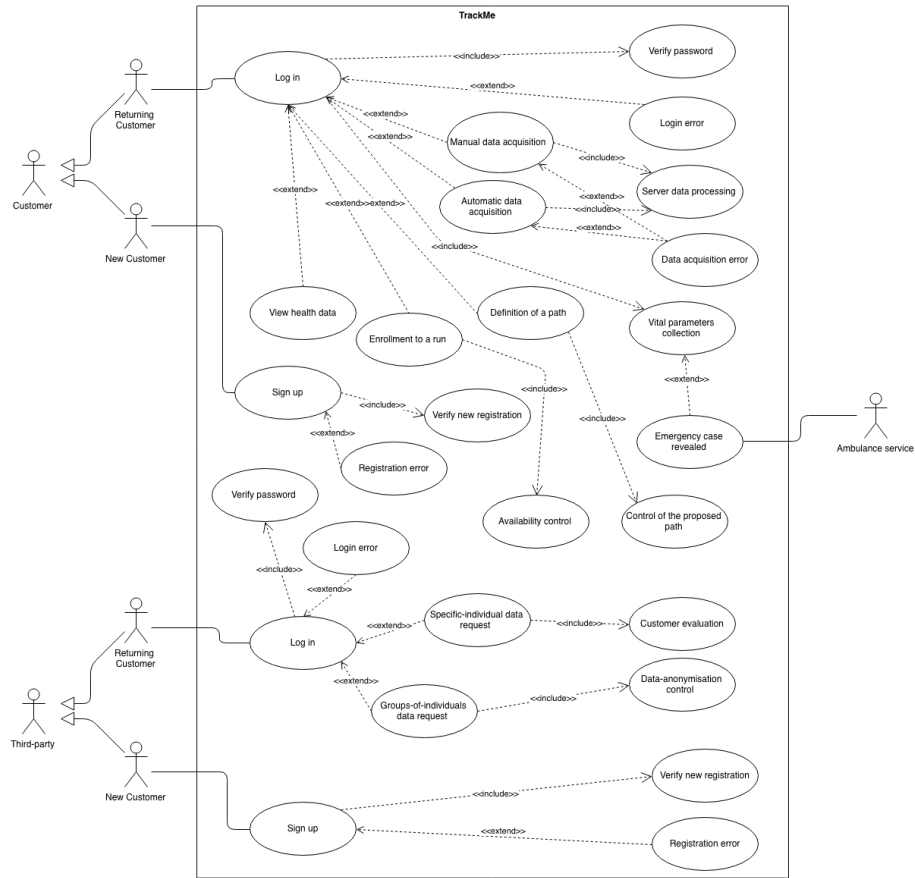 TrackMe
Verify password
<<include>>
Log in
<<extend>>
Returning
Customer
Login error
<<extend>>
Manual data acquisition
<<include>>
Customer
<<extend>>
Server data processing
<<extend>>
<<extend>>
Automatic data
acquisition
<<include>>
<<extend>>
<<extend>>
<<extend>>
New Customer
<<include>>
Data acquisition error
View health data
Definition of a path
Vital parameters
collection
Enrollment to a run
<<extend>>
Sign up
<<include>>
<<include>>
Verify new registration
<<include>>
<<extend>>
Emergency case
revealed
Ambulance service
Registration error
Verify password
Availability control
Control of the proposed
path
Login error
<<include>>
<<extend>>
Returning
Customer
Log in
<<extend>>
Specific-individual data
request
<<include>>
Customer evaluation
<<extend>>
Groups-of-individuals
data request
<<include>>
Data-anonymisation
control
Third-party
New Customer
Verify new registration
<<include>>
Sign up
<<extend>>
Registration error